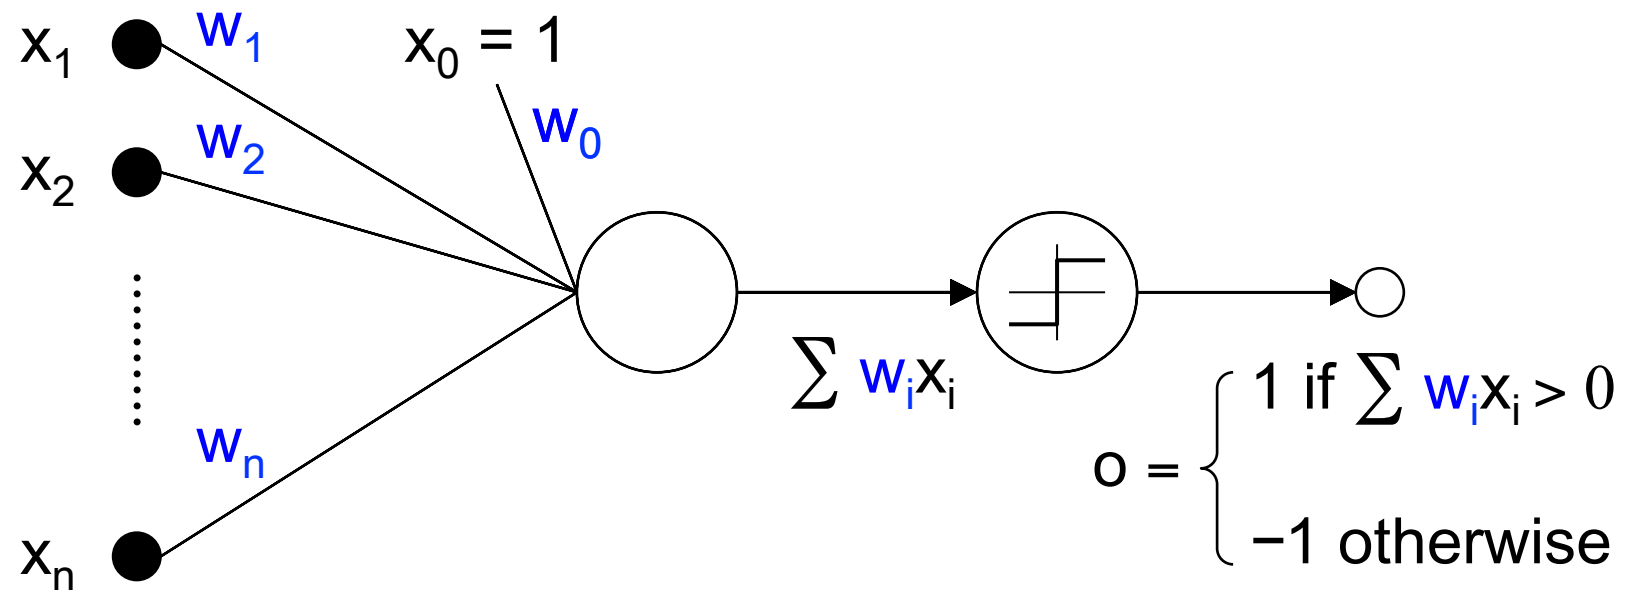 x₁ w₁
x₀ = 1
w₀
x₂ w₂
wₙ
xₙ
∑ wᵢxᵢ
o = { 1 if ∑ wᵢxᵢ > 0
−1 otherwise